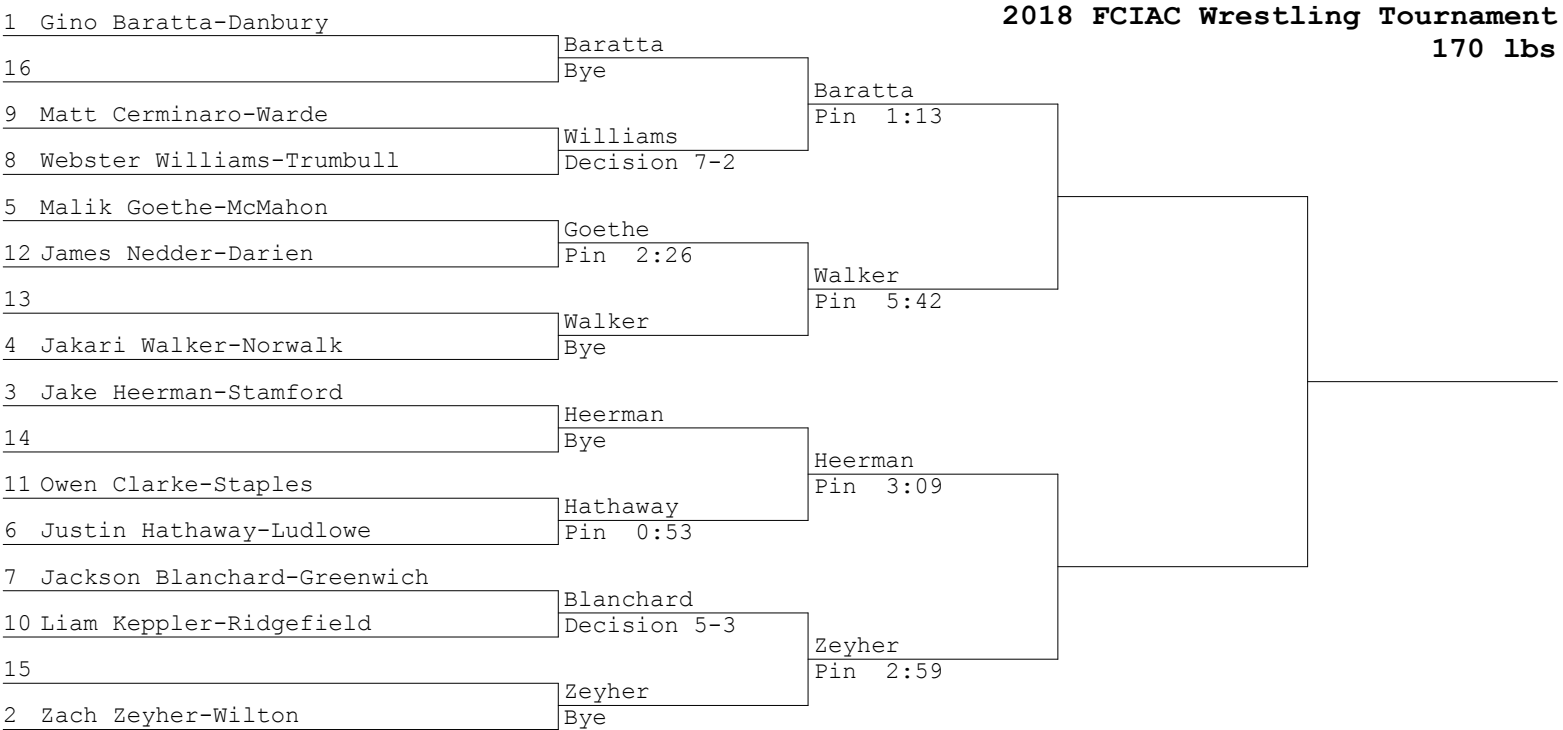 2018 FCIAC Wrestling Tournament
170 lbs
1 Gino Baratta-Danbury
16
9 Matt Cerminaro-Warde
8 Webster Williams-Trumbull
5 Malik Goethe-McMahon
12 James Nedder-Darien
13
4 Jakari Walker-Norwalk
3 Jake Heerman-Stamford
14
11 Owen Clarke-Staples
6 Justin Hathaway-Ludlowe
7 Jackson Blanchard-Greenwich
10 Liam Keppler-Ridgefield
15
2 Zach Zeyher-Wilton
Baratta
Bye
Williams
Decision 7-2
Goethe
Pin 2:26
Walker
Bye
Heerman
Bye
Hathaway
Pin 0:53
Blanchard
Decision 5-3
Zeyher
Bye
Baratta
Pin 1:13
Walker
Pin 5:42
Heerman
Pin 3:09
Zeyher
Pin 2:59